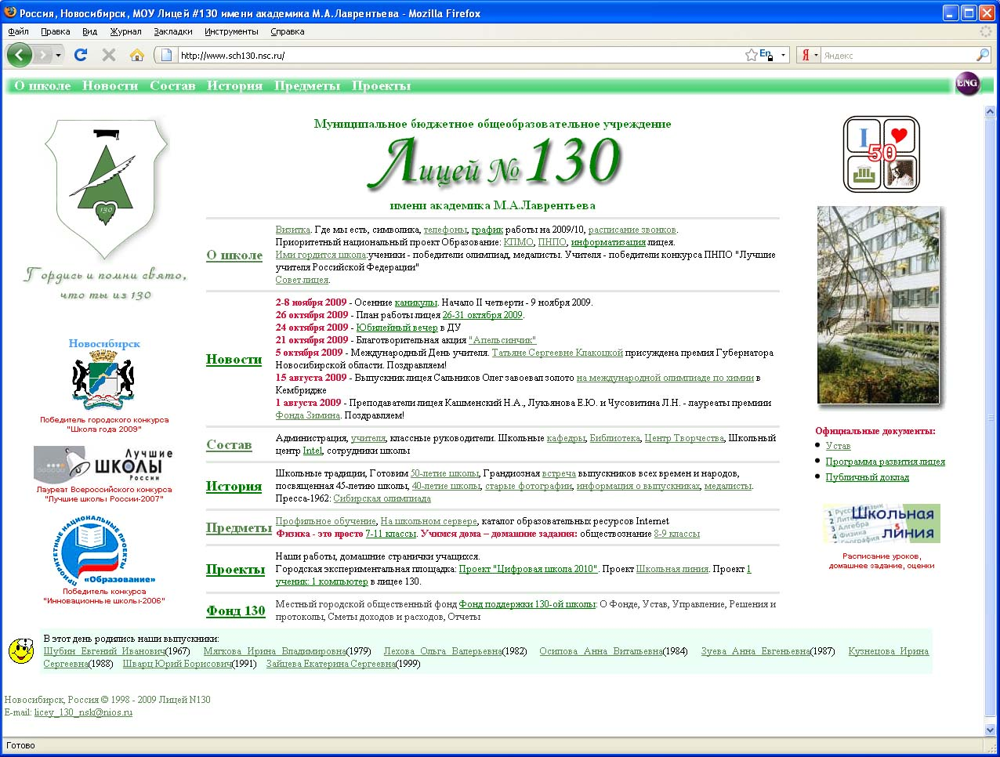 Россия, Новосибирск, МОУ Лицей #130 имени академика М.А.Лаврентьева - Mozilla Firefox
Файл Правка Вид Журнал Закладки Инструменты Справка
http://www.sch130.nsc.ru/
En
Я
Яндекс
О школе Новости Состав История Предметы Проекты
ENG
130
Гордись и помни свято,
что ты из 130
Новосибирск
Победитель городского конкурса
"Школа года 2009"
Лучшие
ШКОЛЫ
России
Лауреат Всероссийского конкурса
"Лучшие школы России-2007"
ПРИОРИТЕТНЫЕ НАЦИОНАЛЬНЫЕ ПРОЕКТЫ
«Образование»
Победитель конкурса
"Инновационные школы-2006"
Муниципальное бюджетное общеобразовательное учреждение
Лицей № 130
имени академика М.А.Лаврентьева
О школе
Визитка. Где мы есть, символика, телефоны, график работы на 2009/10, расписание звонков.
Приоритетный национальный проект Образование: КПМО, ПНПО, информатизация лицея.
Ими гордится школа:ученики - победители олимпиад, медалисты. Учителя - победители конкурса ПНПО "Лучшие
учителя Российской Федерации"
Совет лицея.
Новости
2-8 ноября 2009 - Осенние каникулы. Начало II четверти - 9 ноября 2009.
26 октября 2009 - План работы лицея 26-31 октября 2009.
24 октября 2009 - Юбилейный вечер в ДУ
21 октября 2009 - Благотворительная акция "Апельсинчик"
5 октября 2009 - Международный День учителя. Татьяне Сергеевне Клакоцкой присуждена премия Губернатора
Новосибирской области. Поздравляем!
15 августа 2009 - Выпускник лицея Сальников Олег завоевал золото на международной олимпиаде по химии в
Кембридже
1 августа 2009 - Преподаватели лицея Кашменский Н.А., Лукьянова Е.Ю. и Чусовитина Л.Н. - лауреаты премиии
Фонда Зимина. Поздравляем!
Состав
Администрация, учителя, классные руководители. Школьные кафедры, Библиотека, Центр Творчества, Школьный
центр Intel, сотрудники школы
История
Школьные традиции, Готовим 50-летие школы, Грандиозная встреча выпускников всех времен и народов,
посвященная 45-летию школы, 40-летие школы, старые фотографии, информация о выпускниках, медалисты.
Пресса-1962: Сибирская олимпиада
Предметы
Профильное обучение, На школьном сервере, каталог образовательных ресурсов Internet
Физика - это просто 7-11 классы. Учимся дома – домашние задания: обществознание 8-9 классы
Проекты
Наши работы, домашние странички учащихся.
Городская экспериментальная площадка: Проект "Цифровая школа 2010". Проект Школьная линия. Проект 1
ученик: 1 компьютер в лицее 130.
Фонд 130
Местный городской общественный фонд Фонд поддержки 130-ой школы: О Фонде, Устав, Управление, Решения и
протоколы, Сметы доходов и расходов, Отчеты
I
50
Официальные документы:
Устав
Программа развития лицея
Публичный доклад
1 Русский язык
2 Литература
3 Алгебра
4 Физика
5 География
Школьная
линия
Расписание уроков,
домашнее задание, оценки
В этот день родились наши выпускники:
Шубин Евгений Иванович(1967) Мягкова Ирина Владимировна(1979) Лехова Ольга Валерьевна(1982) Осипова Анна Витальевна(1984) Зуева Анна Евгеньевна(1987) Кузнецова Ирина
Сергеевна(1988) Шварц Юрий Борисович(1991) Зайцева Екатерина Сергеевна(1999)
Новосибирск, Россия © 1998 - 2009 Лицей N130
E-mail: licey_130_nsk@nios.ru
Готово